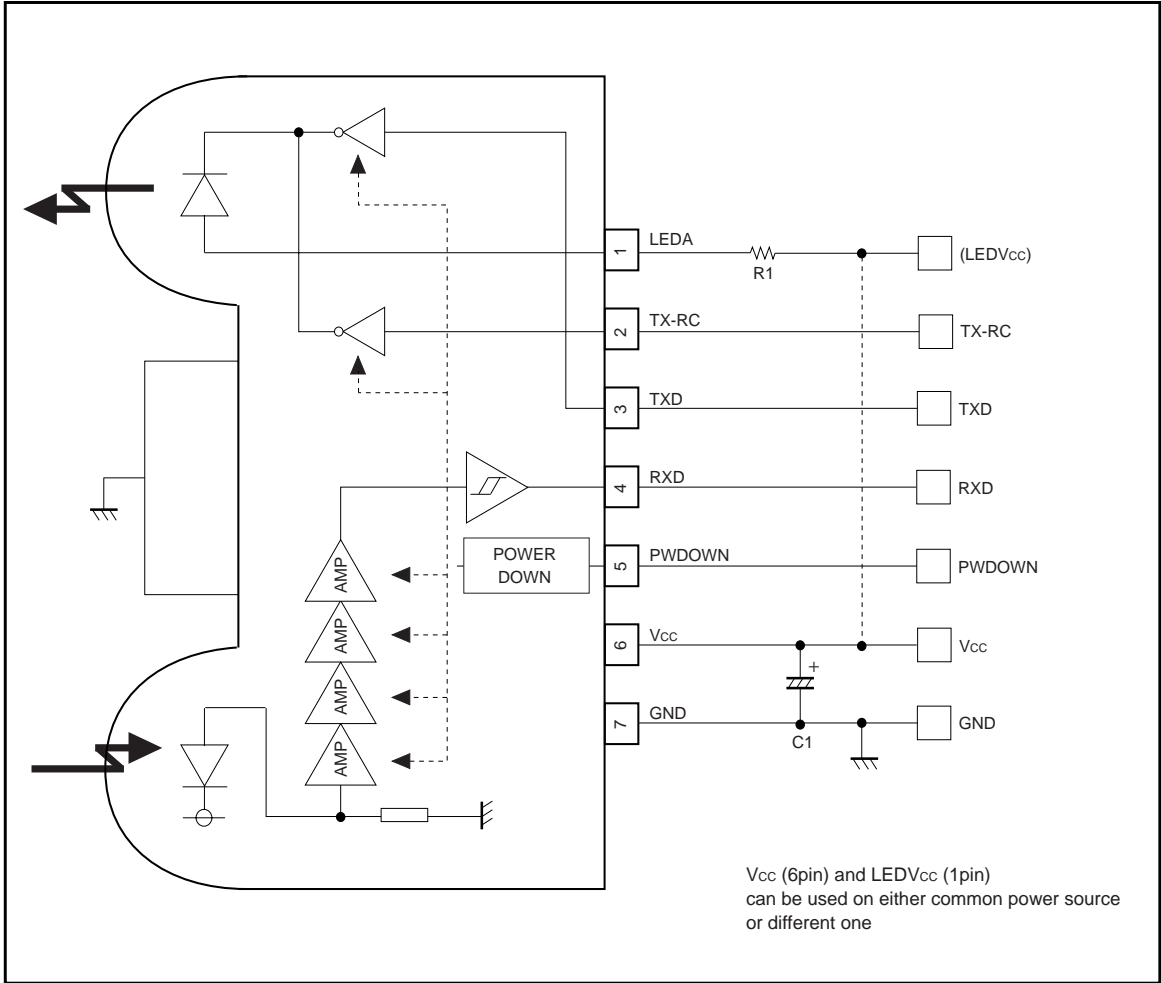 1
LEDA
R1
(LEDVcc)
2
TX-RC
TX-RC
3
TXD
TXD
4
RXD
RXD
POWER
DOWN
5
PWDOWN
PWDOWN
AMP
AMP
AMP
AMP
6
Vcc
+
Vcc
7
GND
C1
GND
Vcc (6pin) and LEDVcc (1pin)
can be used on either common power source
or different one